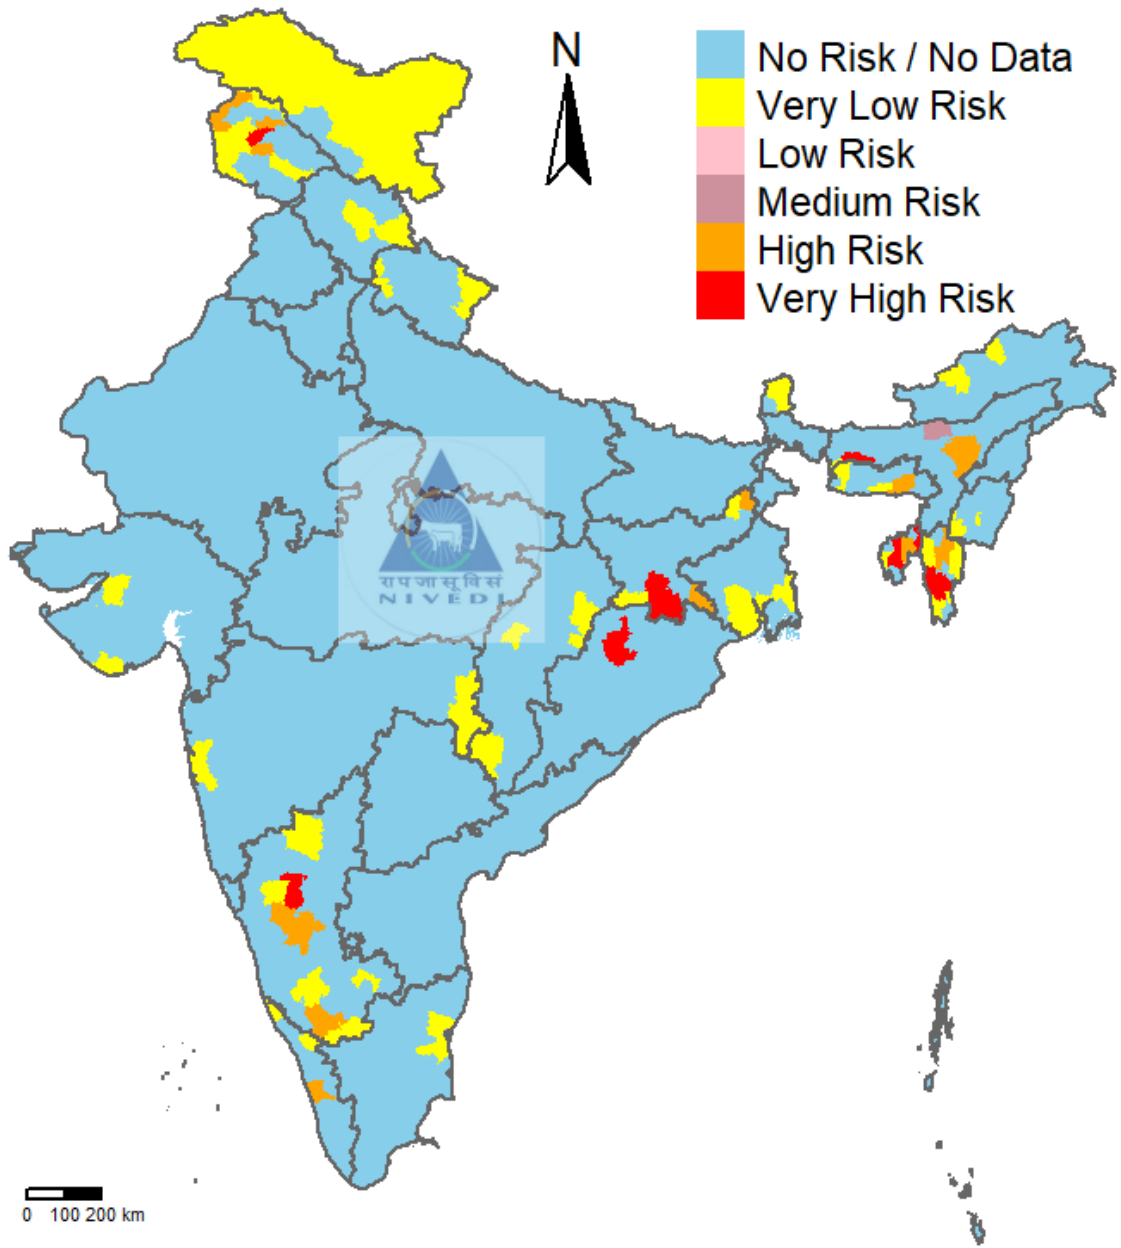 N
No Risk / No Data
Very Low Risk
Low Risk
Medium Risk
High Risk
Very High Risk
राप जा सू वि सं
NIVEDI
0 100 200 km